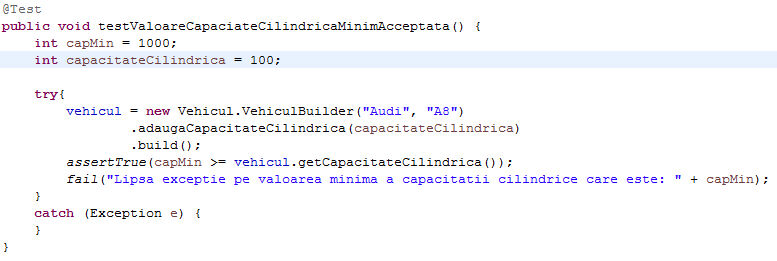 @Test
public void testValoareCapaciateCilindricaMinimAcceptata() {
    int capMin = 1000;
    int capacitateCilindrica = 100;

    try{
        vehicul = new Vehicul.VehiculBuilder("Audi", "A8")
                .adaugaCapacitateCilindrica(capacitateCilindrica)
                .build();
        assertTrue(capMin >= vehicul.getCapacitateCilindrica());
        fail("Lipsa exceptie pe valoarea minima a capacitatii cilindrice care este: " + capMin);
    }
    catch (Exception e) {
    }
}